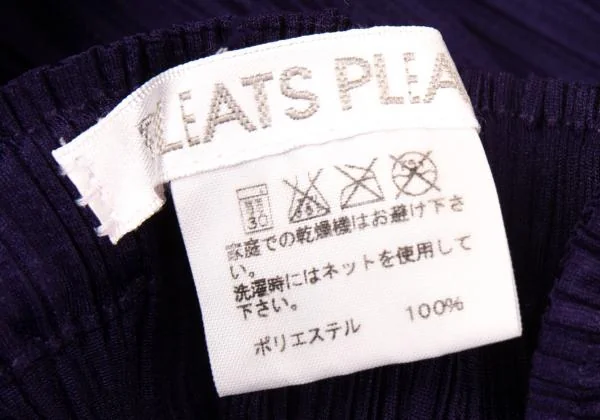 PLEATS PLEA
30
家庭での乾燥機はお避け下さ
い。
洗濯時にはネットを使用して
下さい。
ポリエステル 100%